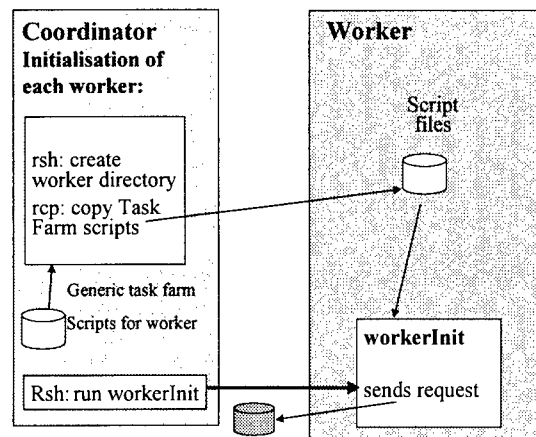 Coordinator
Initialisation of
each worker:
rsh: create
worker directory
rcp: copy Task
Farm scripts
Generic task farm
Scripts for worker
Rsh: run workerInit
Worker
Script
files
workerInit
sends request